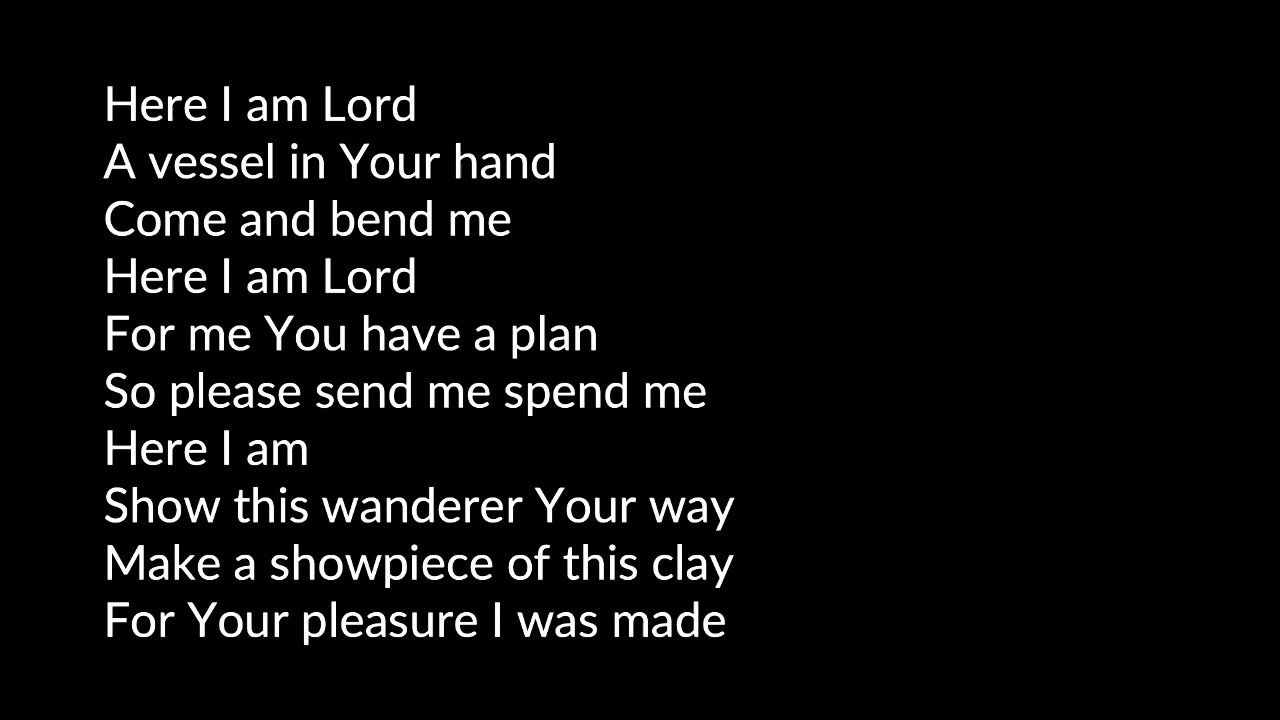 Here I am Lord
A vessel in Your hand
Come and bend me
Here I am Lord
For me You have a plan
So please send me spend me
Here I am
Show this wanderer Your way
Make a showpiece of this clay
For Your pleasure I was made